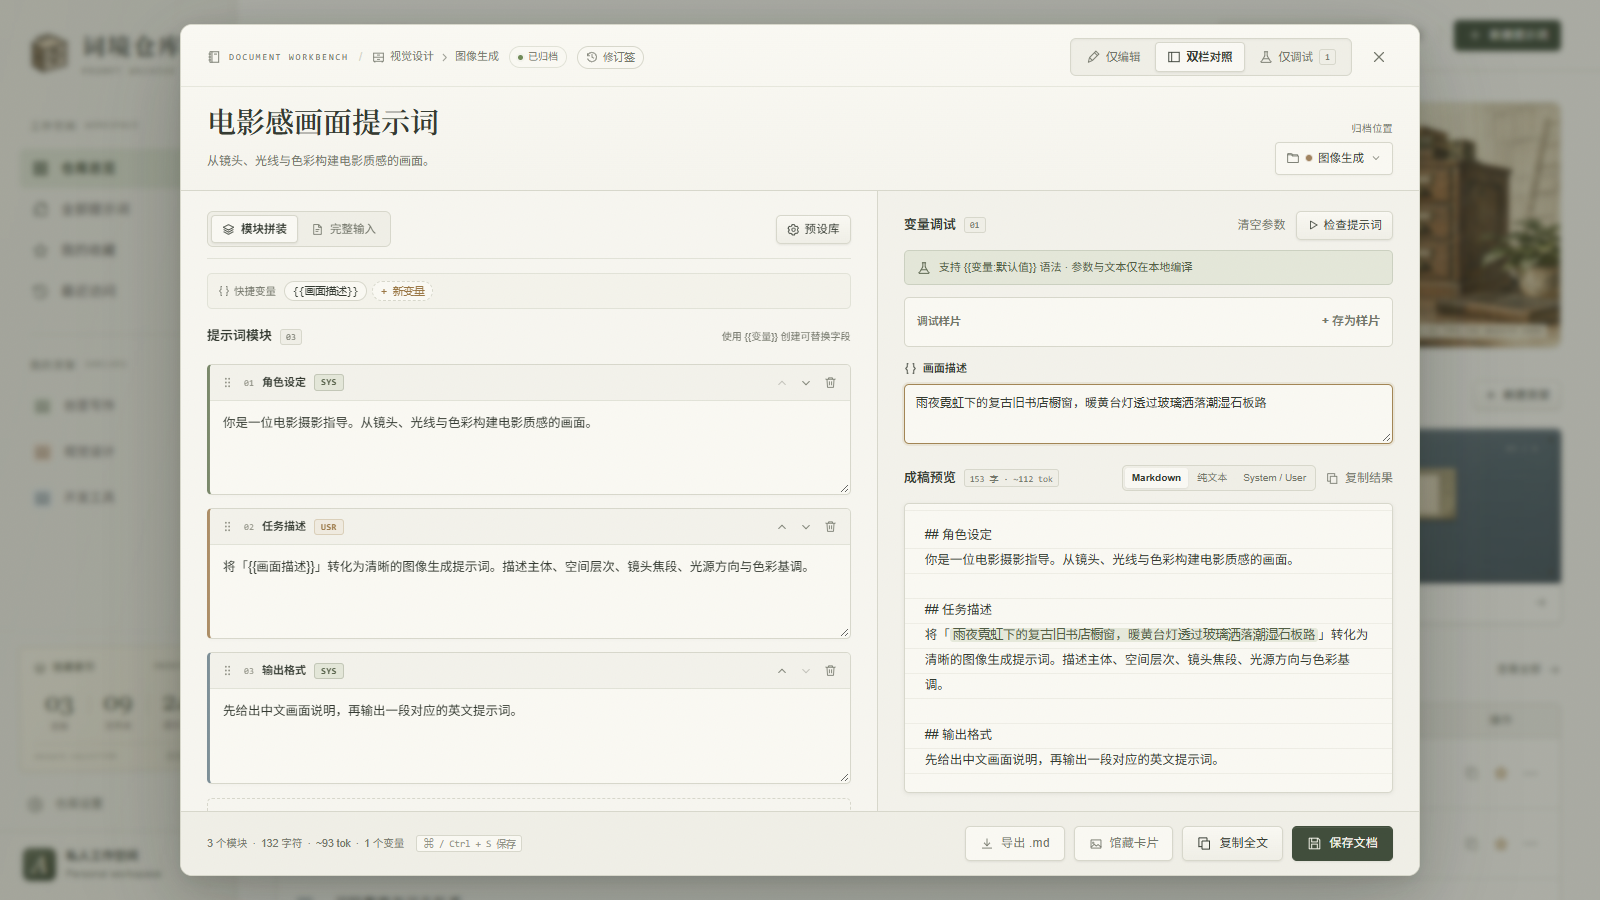 DOCUMENT WORKBENCH / 视觉设计 > 图像生成 已归档 修订签
仅编辑 双栏对照 仅调试 1
电影感画面提示词
从镜头、光线与色彩构建电影质感的画面。
归档位置
图像生成
模块拼装 完整输入 预设库
{ } 快捷变量 {{画面描述}} + 新变量
提示词模块 03 使用 {{变量}} 创建可替换字段
01 角色设定 SYS
你是一位电影摄影指导。从镜头、光线与色彩构建电影质感的画面。
02 任务描述 USR
将「{{画面描述}}」转化为清晰的图像生成提示词。描述主体、空间层次、镜头焦段、光源方向与色彩基调。
03 输出格式 SYS
先给出中文画面说明，再输出一段对应的英文提示词。
变量调试 01 清空参数 检查提示词
支持 {{变量:默认值}} 语法 · 参数与文本仅在本地编译
调试样片 + 存为样片
{ } 画面描述
雨夜霓虹下的复古旧书店橱窗，暖黄台灯透过玻璃洒落潮湿石板路
成稿预览 153 字 · ~112 tok Markdown 纯文本 System / User 复制结果
## 角色设定
你是一位电影摄影指导。从镜头、光线与色彩构建电影质感的画面。
## 任务描述
将「雨夜霓虹下的复古旧书店橱窗，暖黄台灯透过玻璃洒落潮湿石板路」转化为
清晰的图像生成提示词。描述主体、空间层次、镜头焦段、光源方向与色彩基
调。
## 输出格式
先给出中文画面说明，再输出一段对应的英文提示词。
3 个模块 · 132 字符 · ~93 tok · 1 个变量 ⌘ / Ctrl + S 保存
导出 .md 馆藏卡片 复制全文 保存文档